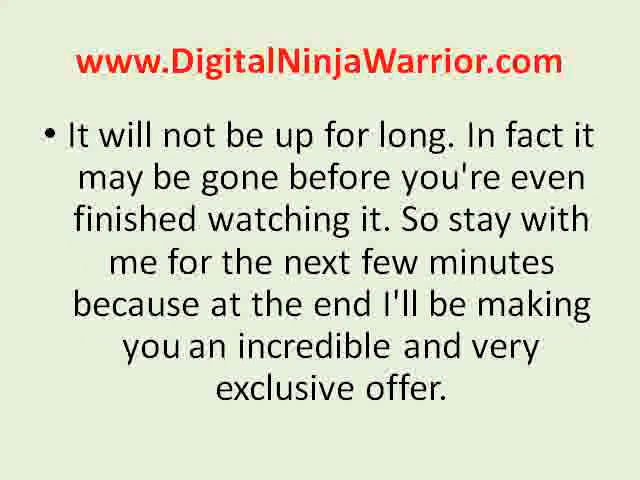 www.DigitalNinjaWarrior.com
• It will not be up for long. In fact it
may be gone before you're even
finished watching it. So stay with
me for the next few minutes
because at the end I'll be making
you an incredible and very
exclusive offer.